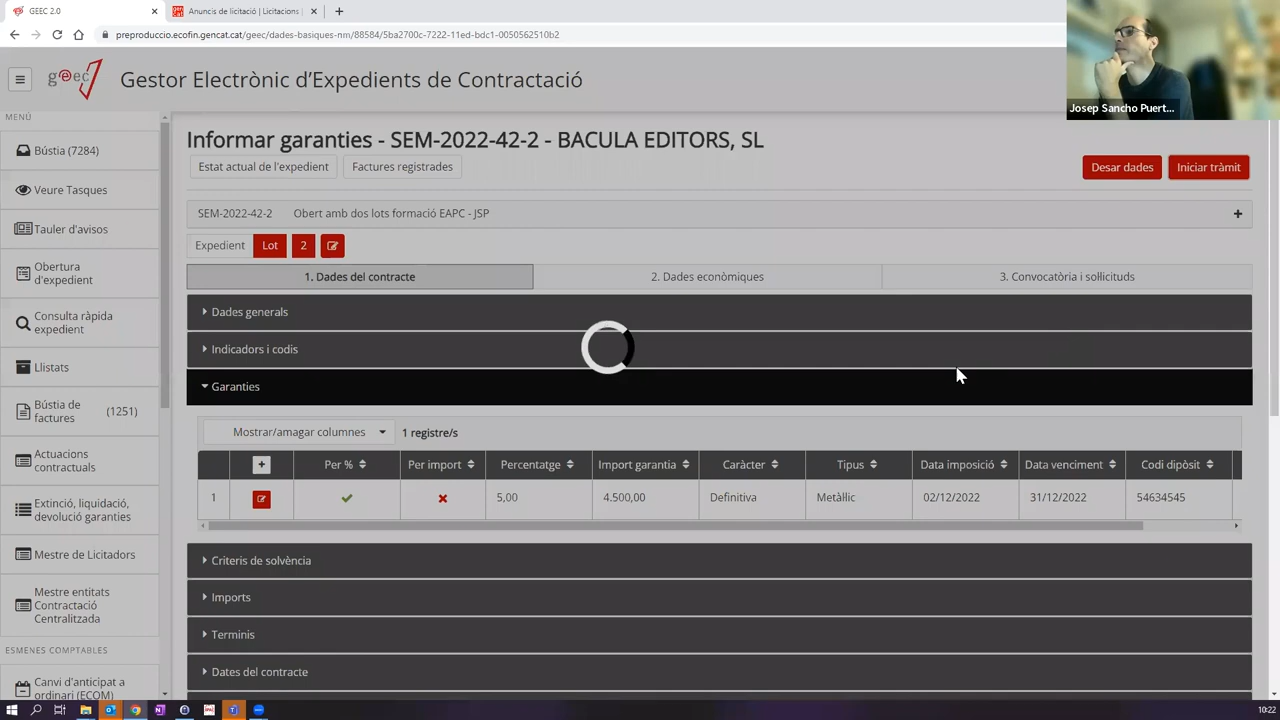 GEEC 2.0
Anuncis de licitació | Licitacions
preproduccio.ecofin.gencat.cat/geec/dades-basiques-nm/88584/5ba2700c-7222-11ed-bdc1-0050562510b2
Josep Sancho Puert...
geec
Gestor Electrònic d'Expedients de Contractació
MENÚ
Bústia (7284)
Veure Tasques
Tauler d'avisos
Obertura
d'expedient
Consulta ràpida
expedient
Llistats
Bústia de
factures
(1251)
Actuacions
contractuals
Extinció, liquidació,
devolució garanties
Mestre de Licitadors
Mestre entitats
Contractació
Centralitzada
ESMENES COMPTABLES
Canvi d'anticipat a
ordinari (ECOM)
Informar garanties - SEM-2022-42-2 - BACULA EDITORS, SL
Estat actual de l'expedient
Factures registrades
Desar dades
Iniciar tràmit
SEM-2022-42-2 Obert amb dos lots formació EAPC - JSP
Expedient Lot 2
1. Dades del contracte
2. Dades econòmiques
3. Convocatòria i sol·licituds
Dades generals
Indicadors i codis
Garanties
Mostrar/amagar columnes
1 registre/s
Per % Per import Percentatge Import garantia Caràcter Tipus Data imposició Data venciment Codi dipòsit
1 5,00 4.500,00 Definitiva Metàl·lic 02/12/2022 31/12/2022 54634545
Criteris de solvència
Imports
Terminis
Dates del contracte
10:22